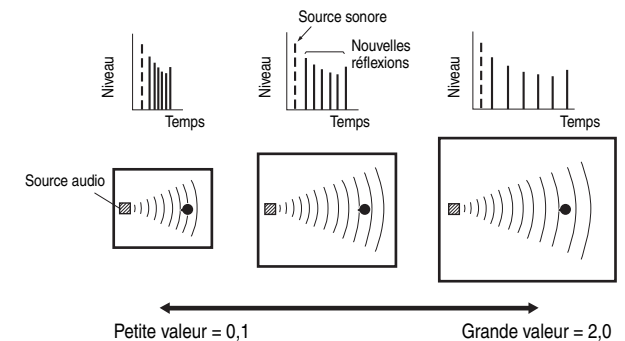 Source sonore
Nouvelles
réflexions
Niveau
Niveau
Niveau
Temps
Temps
Temps
Source audio
Petite valeur = 0,1
Grande valeur = 2,0